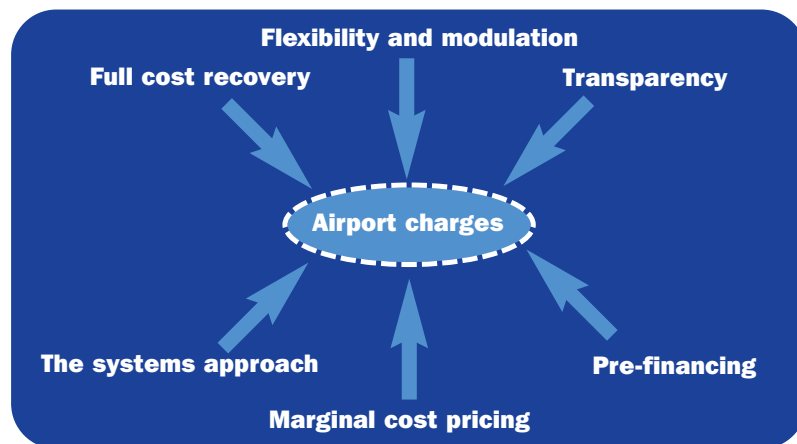 Flexibility and modulation
Full cost recovery
Transparency
Airport charges
The systems approach
Pre-financing
Marginal cost pricing